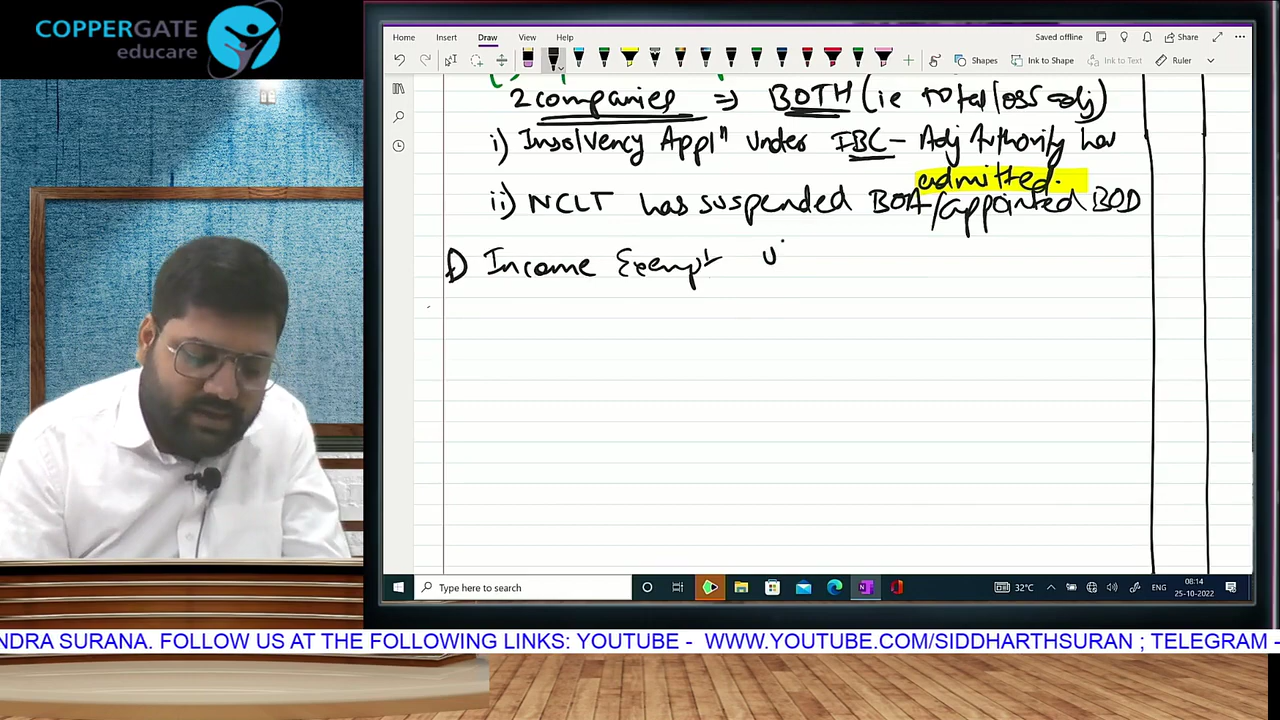 COPPERGATE
educare
Home Insert Draw View Help
Saved offline
Share
Shapes
Ink to Shape
Ink to Text
Ruler
2 companies ⇒ BOTH (ie total loss adj)
i) Insolvency Appl" under IBC - Adj Authority has
admitted.
ii) NCLT has suspended BOD/appointed BOD
D Income Exempt
Type here to search
32°C
ENG
08:14
25-10-2022
NDRA SURANA. FOLLOW US AT THE FOLLOWING LINKS: YOUTUBE - WWW.YOUTUBE.COM/SIDDHARTHSURAN ; TELEGRAM -